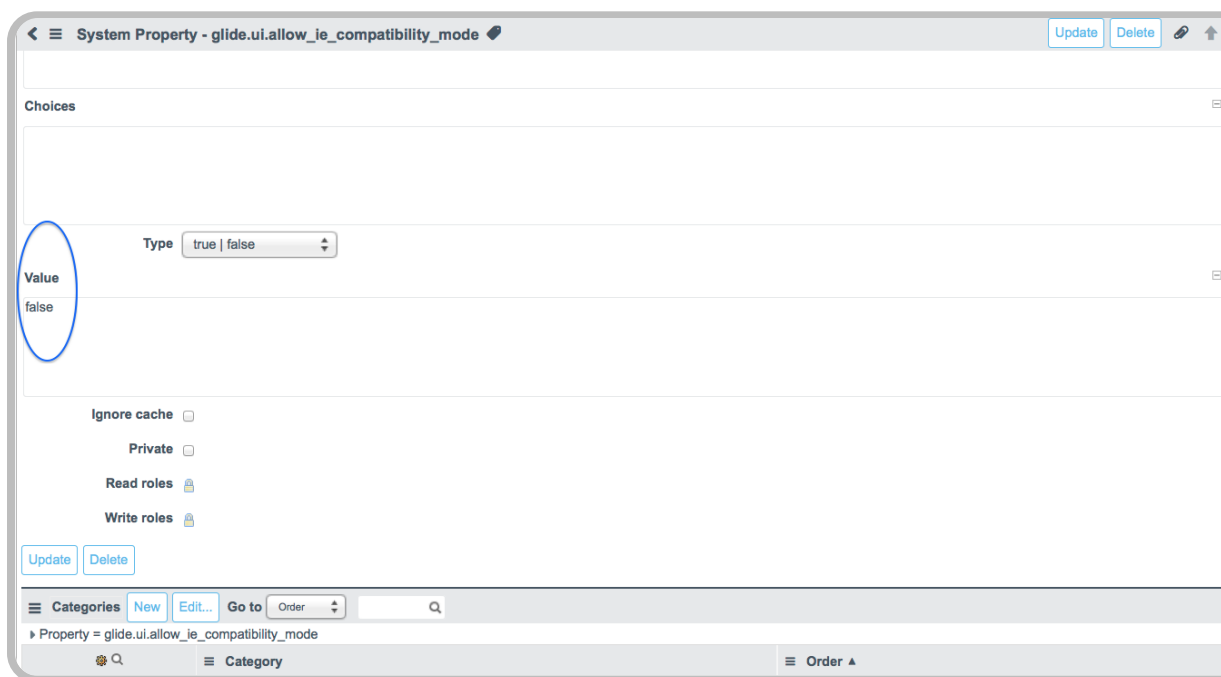 System Property - glide.ui.allow_ie_compatibility_mode Update Delete
Choices
Type true | false
Value
false
Ignore cache
Private
Read roles
Write roles
Update Delete
Categories New Edit... Go to Order
Property = glide.ui.allow_ie_compatibility_mode
Category Order